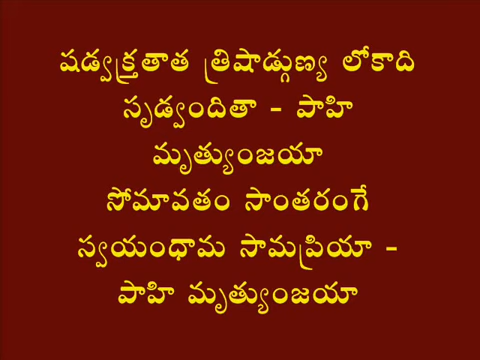 షడ్వక్త్రతాత త్రిషాడ్గుణ్య లోకాది
సృడ్వందితా - పాహి
మృత్యుంజయా
సోమావతం సాంతరంగే
స్వయంధామ సామప్రియా -
పాహి మృత్యుంజయా